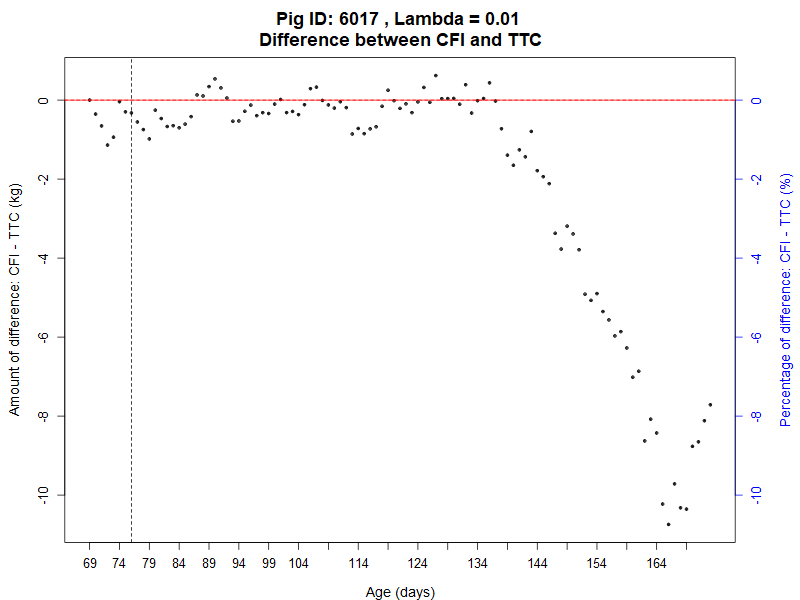 Pig ID: 6017 , Lambda = 0.01
Difference between CFI and TTC
Amount of difference: CFI - TTC (kg)
0
-2
-4
-6
-8
-10
0
-2
-4
-6
-8
-10
Percentage of difference: CFI - TTC (%)
69 74 79 84 89 94 99 104 114 124 134 144 154 164
Age (days)